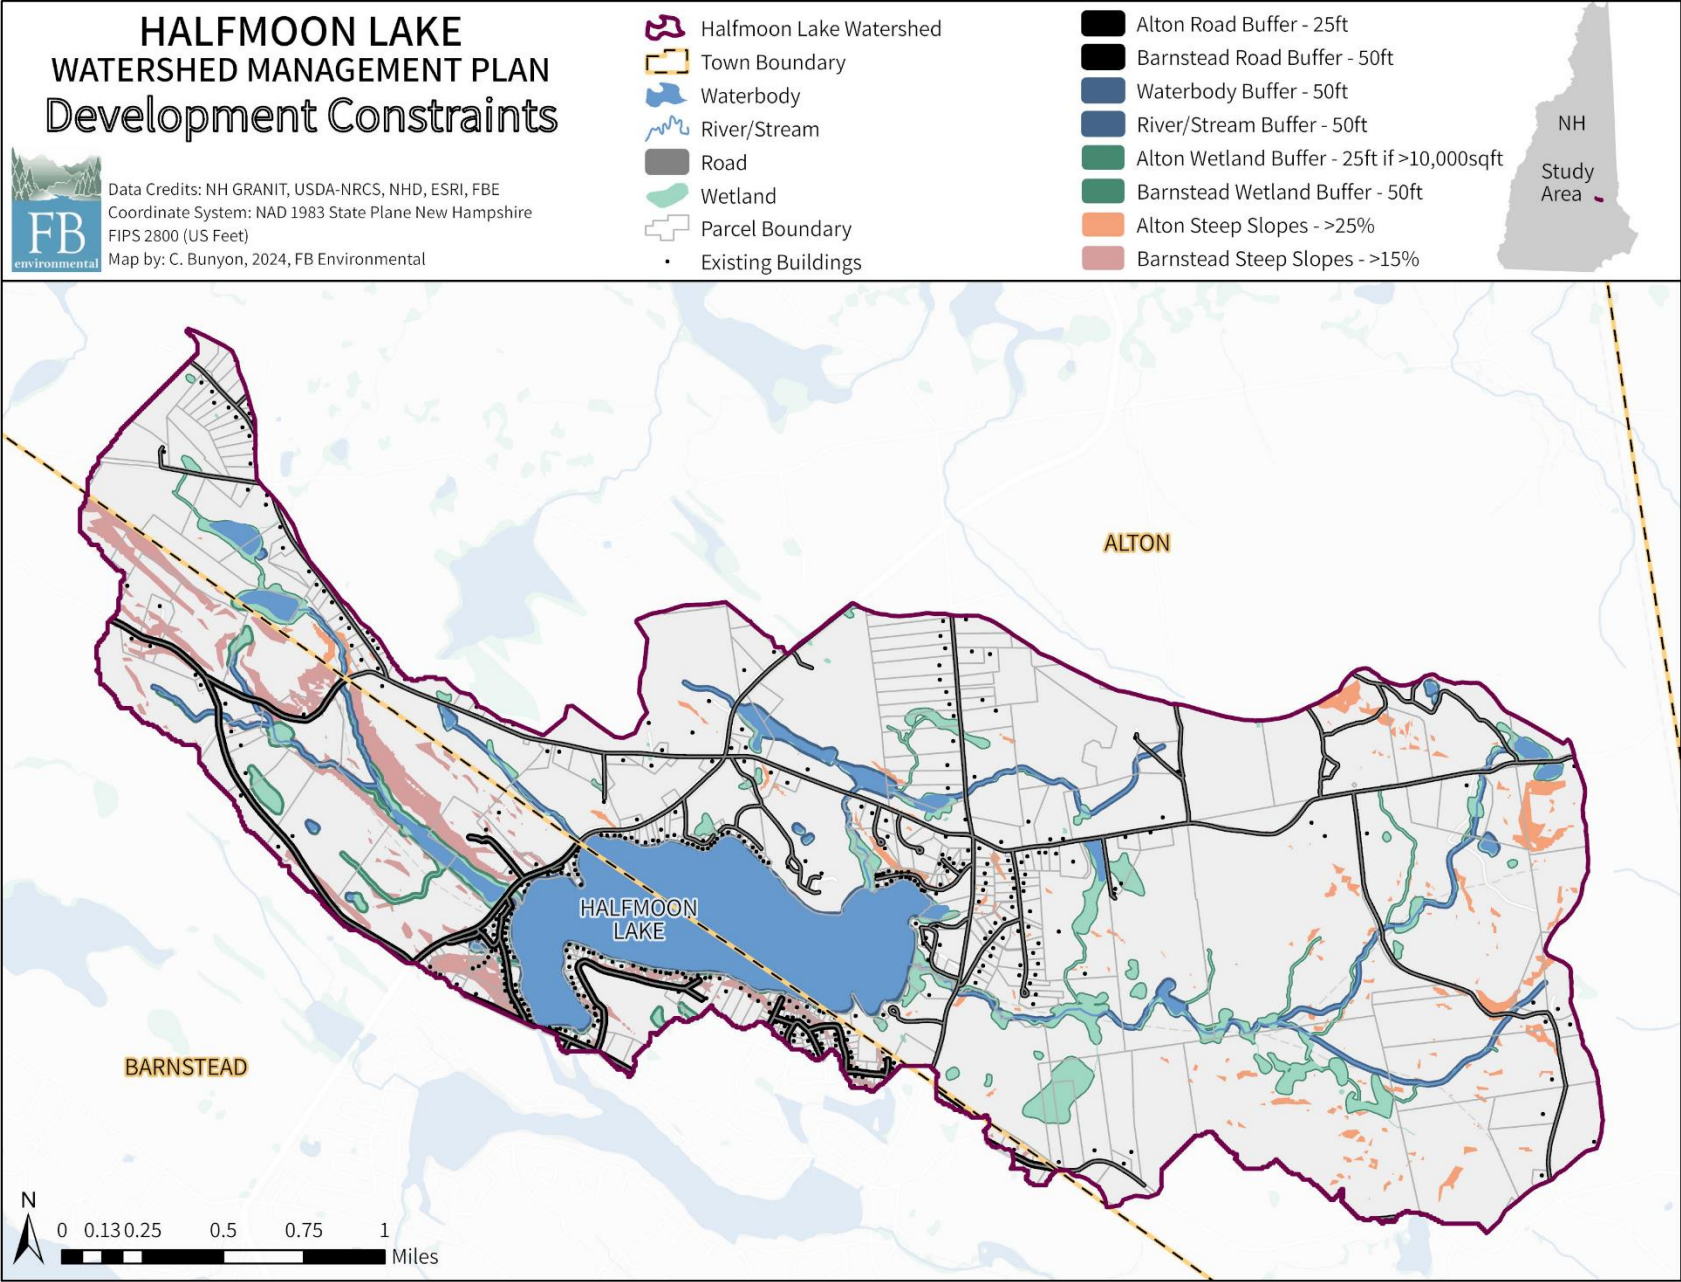 HALFMOON LAKE
WATERSHED MANAGEMENT PLAN
Development Constraints
FB
environmental
Data Credits: NH GRANIT, USDA-NRCS, NHD, ESRI, FBE
Coordinate System: NAD 1983 State Plane New Hampshire
FIPS 2800 (US Feet)
Map by: C. Bunyon, 2024, FB Environmental
Halfmoon Lake Watershed
Town Boundary
Waterbody
River/Stream
Road
Wetland
Parcel Boundary
Existing Buildings
Alton Road Buffer - 25ft
Barnstead Road Buffer - 50ft
Waterbody Buffer - 50ft
River/Stream Buffer - 50ft
Alton Wetland Buffer - 25ft if >10,000sqft
Barnstead Wetland Buffer - 50ft
Alton Steep Slopes - >25%
Barnstead Steep Slopes - >15%
NH
Study
Area
ALTON
HALFMOON
LAKE
BARNSTEAD
N
0 0.13 0.25 0.5 0.75 1
Miles